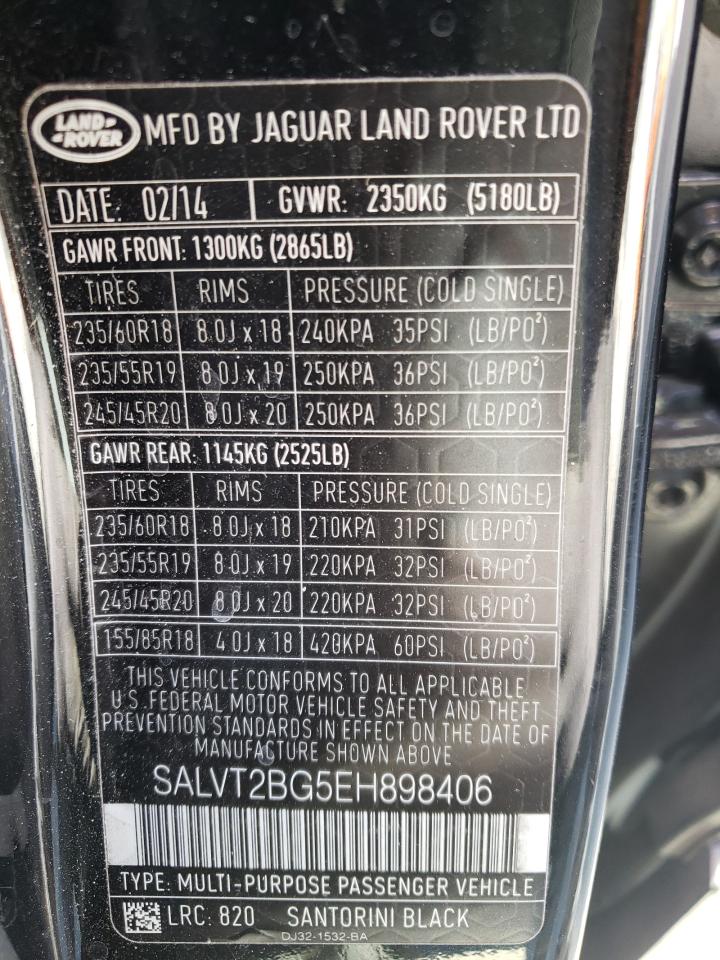 LAND ROVER MFD BY JAGUAR LAND ROVER LTD
DATE: 02/14 GVWR: 2350KG (5180LB)
GAWR FRONT: 1300KG (2865LB)
TIRES RIMS PRESSURE (COLD SINGLE)
235/60R18 8.0J x 18 240KPA 35PSI (LB/PO²)
235/55R19 8.0J x 19 250KPA 36PSI (LB/PO²)
245/45R20 8.0J x 20 250KPA 36PSI (LB/PO²)
GAWR REAR: 1145KG (2525LB)
TIRES RIMS PRESSURE (COLD SINGLE)
235/60R18 8.0J x 18 210KPA 31PSI (LB/PO²)
235/55R19 8.0J x 19 220KPA 32PSI (LB/PO²)
245/45R20 8.0J x 20 220KPA 32PSI (LB/PO²)
155/85R18 4.0J x 18 420KPA 60PSI (LB/PO²)
THIS VEHICLE CONFORMS TO ALL APPLICABLE
U.S. FEDERAL MOTOR VEHICLE SAFETY AND THEFT
PREVENTION STANDARDS IN EFFECT ON THE DATE OF
MANUFACTURE SHOWN ABOVE
SALVT2BG5EH898406
TYPE: MULTI-PURPOSE PASSENGER VEHICLE
LRC: 820 SANTORINI BLACK
DJ32-1532-BA